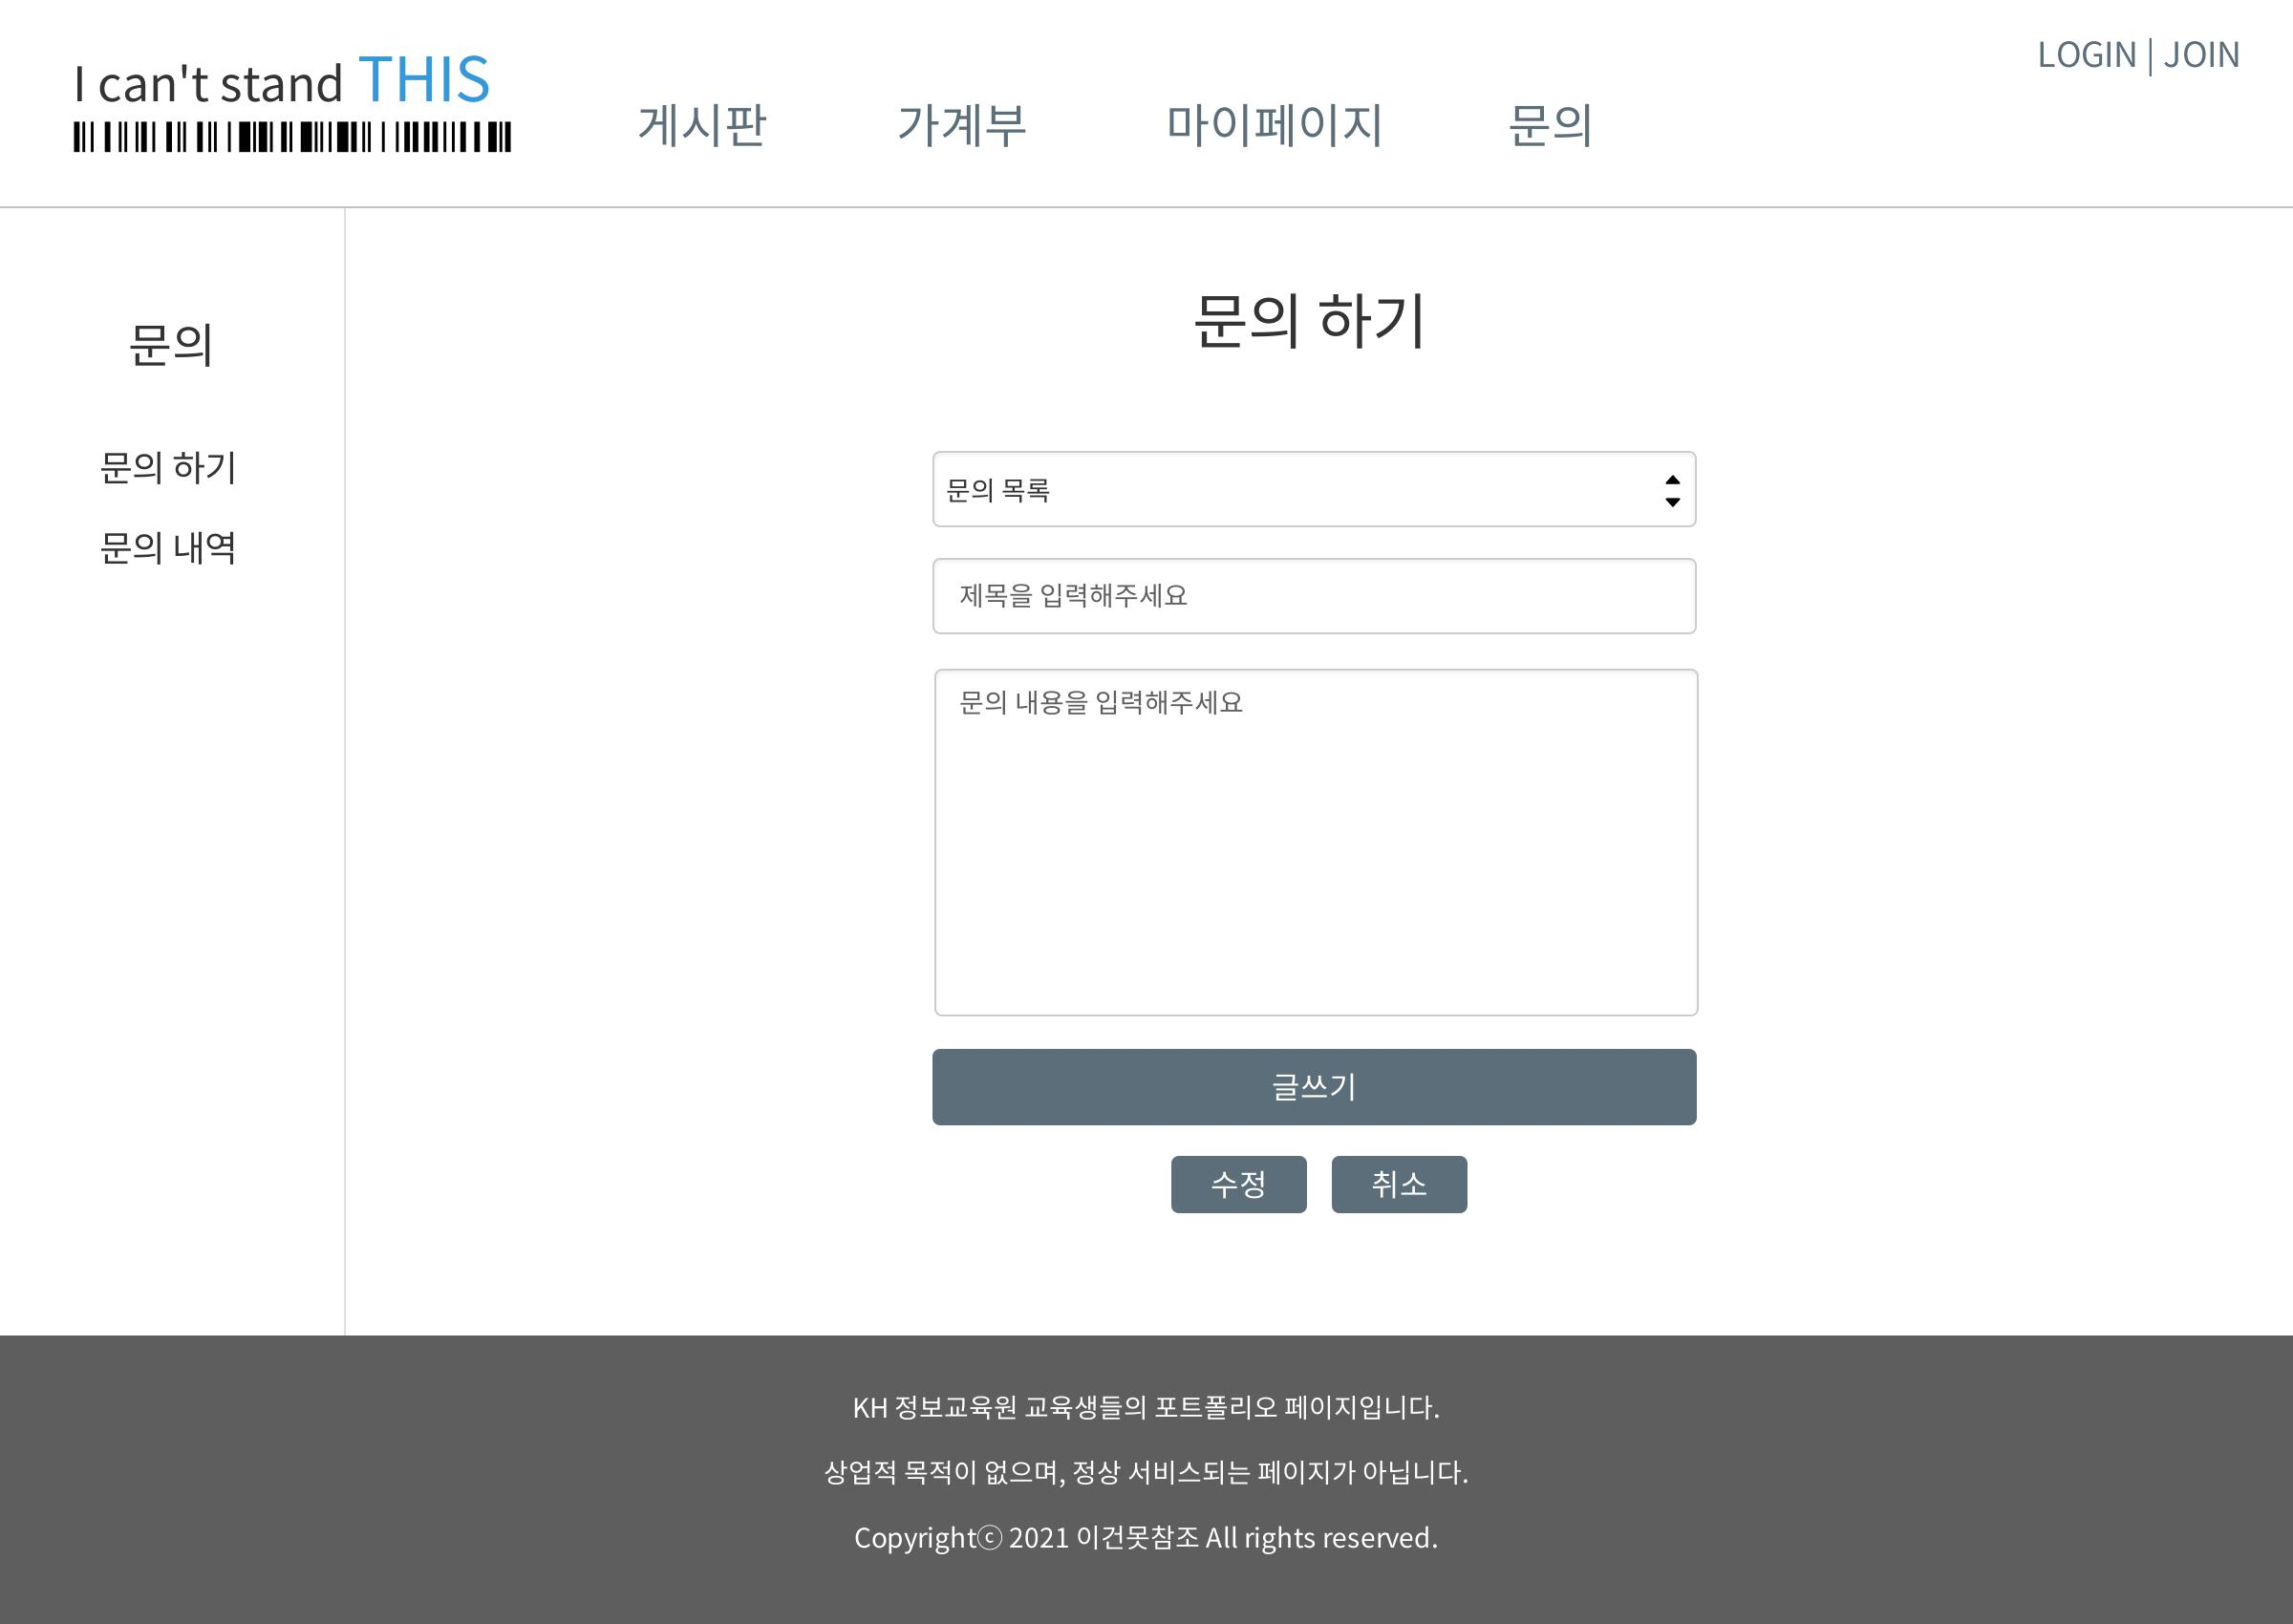 LOGIN | JOIN
I can't stand THIS
게시판 가계부 마이페이지 문의
문의
문의 하기
문의 내역
문의 하기
문의 목록
제목을 입력해주세요
문의 내용을 입력해주세요
글쓰기
수정 취소
KH 정보교육원 교육생들의 프트폴리오 페이지입니다.
상업적 목적이 없으며, 정상 서비스되는 페이지가 아닙니다.
Copyrightⓒ 2021 이건못참조 All rights reserved.